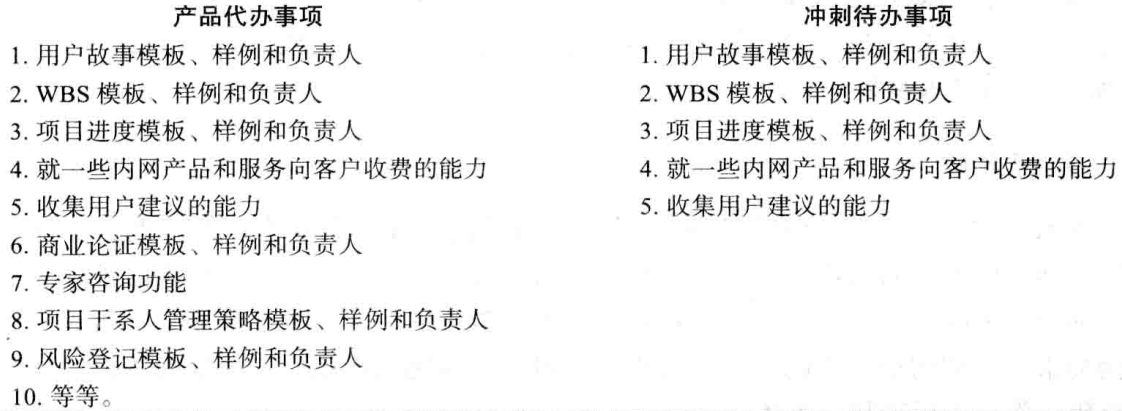 产品代办事项
1. 用户故事模板、样例和负责人
2. WBS 模板、样例和负责人
3. 项目进度模板、样例和负责人
4. 就一些内网产品和服务向客户收费的能力
5. 收集用户建议的能力
6. 商业论证模板、样例和负责人
7. 专家咨询功能
8. 项目干系人管理策略模板、样例和负责人
9. 风险登记模板、样例和负责人
10. 等等。
冲刺待办事项
1. 用户故事模板、样例和负责人
2. WBS 模板、样例和负责人
3. 项目进度模板、样例和负责人
4. 就一些内网产品和服务向客户收费的能力
5. 收集用户建议的能力